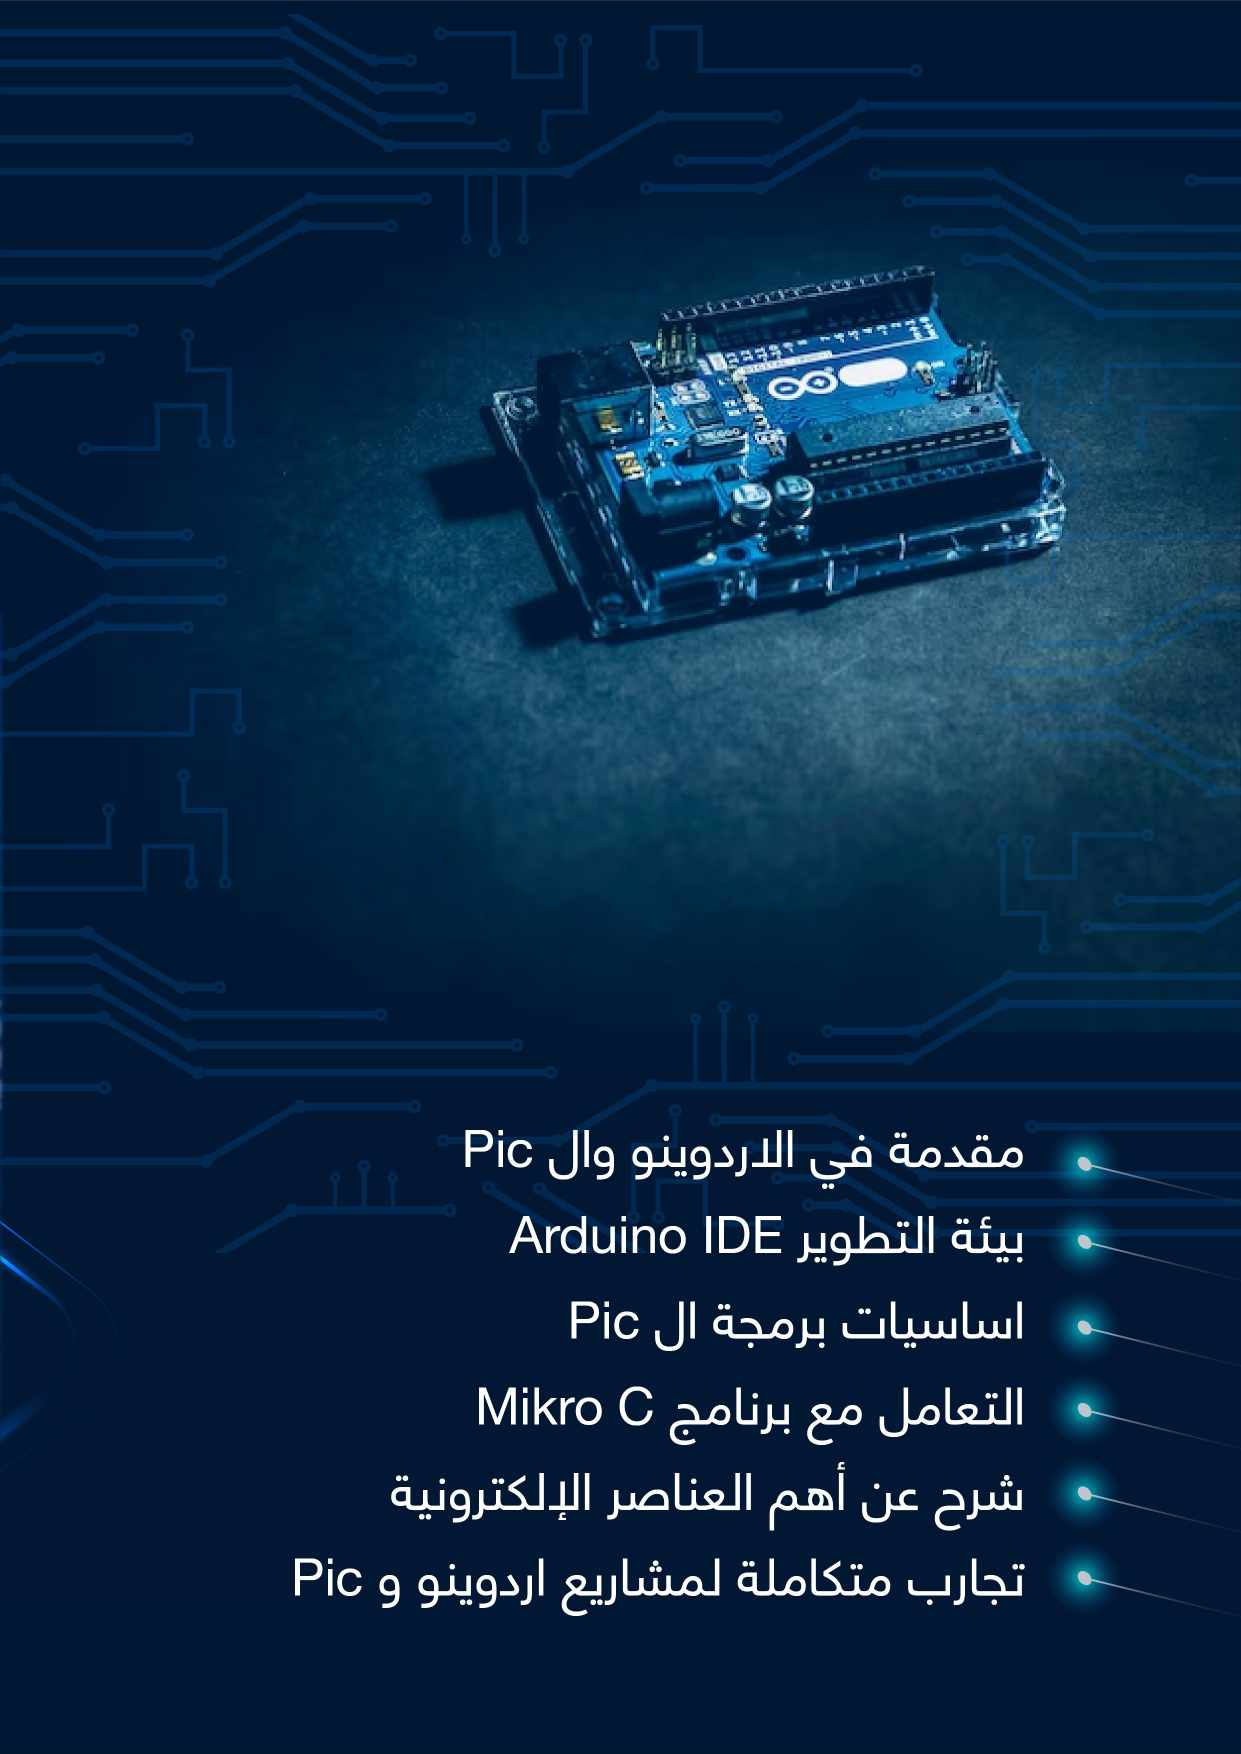 مقدمة في الاردوينو وال Pic
بيئة التطوير Arduino IDE
اساسيات برمجة ال Pic
التعامل مع برنامج Mikro C
شرح عن أهم العناصر الإلكترونية
تجارب متكاملة لمشاريع اردوينو و Pic